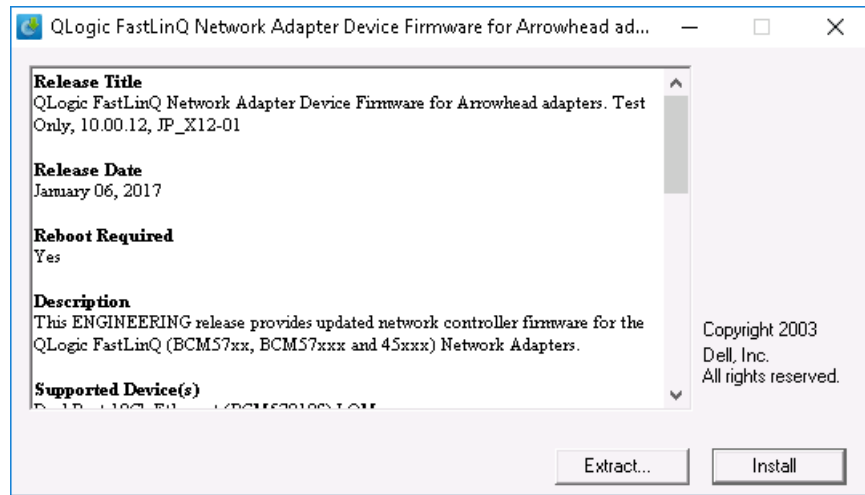 QLogic FastLinQ Network Adapter Device Firmware for Arrowhead ad...
Release Title
QLogic FastLinQ Network Adapter Device Firmware for Arrowhead adapters. Test
Only, 10.00.12, JP_X12-01
Release Date
January 06, 2017
Reboot Required
Yes
Description
This ENGINEERING release provides updated network controller firmware for the
QLogic FastLinQ (BCM57xx, BCM57xxx and 45xxx) Network Adapters.
Supported Device(s)
Copyright 2003
Dell, Inc.
All rights reserved.
Extract...
Install